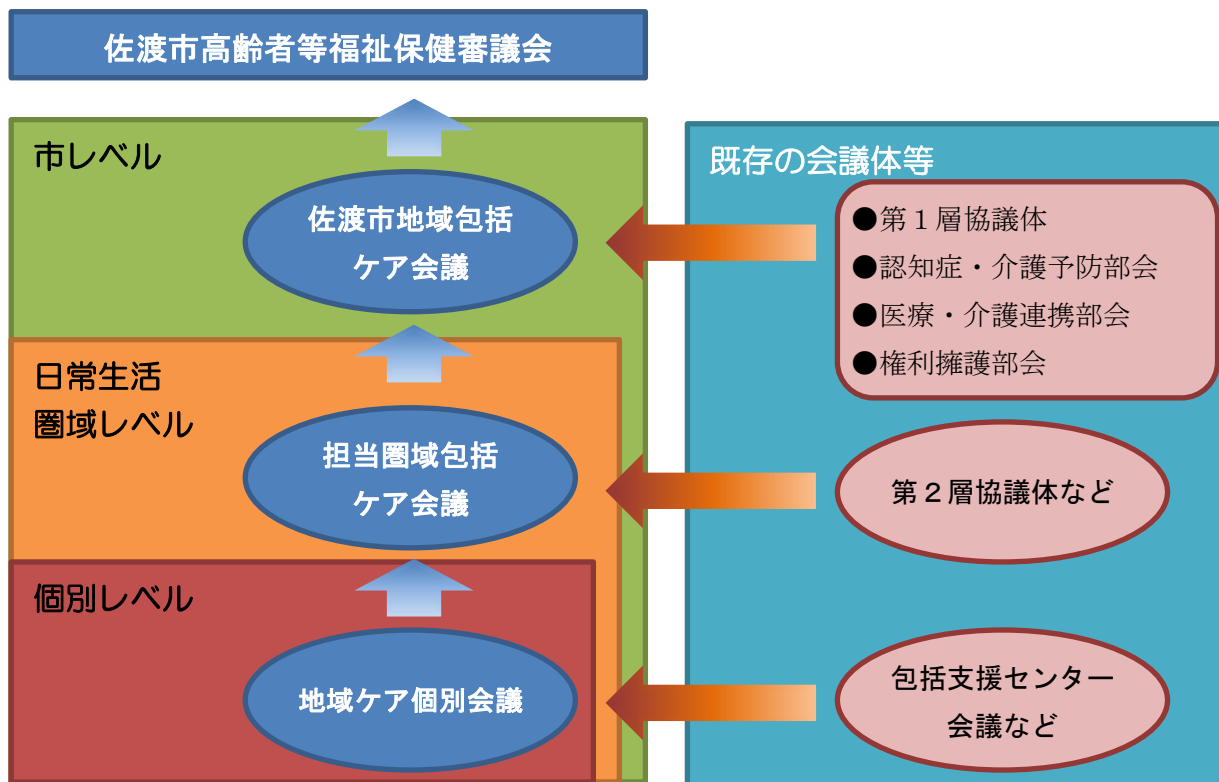 佐渡市高齢者等福祉保健審議会
市レベル
佐渡市地域包括
ケア会議
日常生活
圏域レベル
担当圏域包括
ケア会議
個別レベル
地域ケア個別会議
既存の会議体等
●第１層協議体
●認知症・介護予防部会
●医療・介護連携部会
●権利擁護部会
第２層協議体など
包括支援センター
会議など